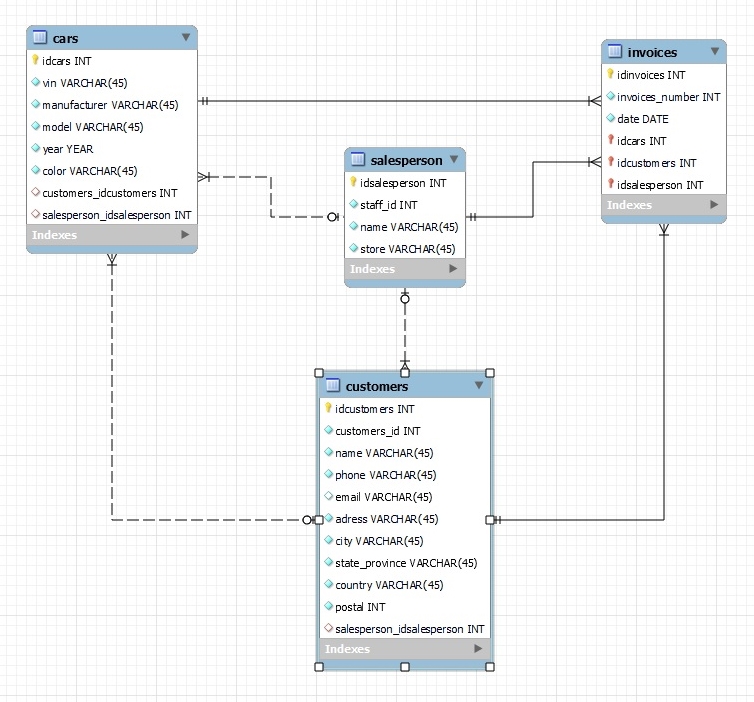 cars
idcars INT
vin VARCHAR(45)
manufacturer VARCHAR(45)
model VARCHAR(45)
year YEAR
color VARCHAR(45)
customers_idcustomers INT
salesperson_idsalesperson INT
Indexes
salesperson
idsalesperson INT
staff_id INT
name VARCHAR(45)
store VARCHAR(45)
Indexes
invoices
idinvoices INT
invoices_number INT
date DATE
idcars INT
idcustomers INT
idsalesperson INT
Indexes
customers
idcustomers INT
customers_id INT
name VARCHAR(45)
phone VARCHAR(45)
email VARCHAR(45)
adress VARCHAR(45)
city VARCHAR(45)
state_province VARCHAR(45)
country VARCHAR(45)
postal INT
salesperson_idsalesperson INT
Indexes